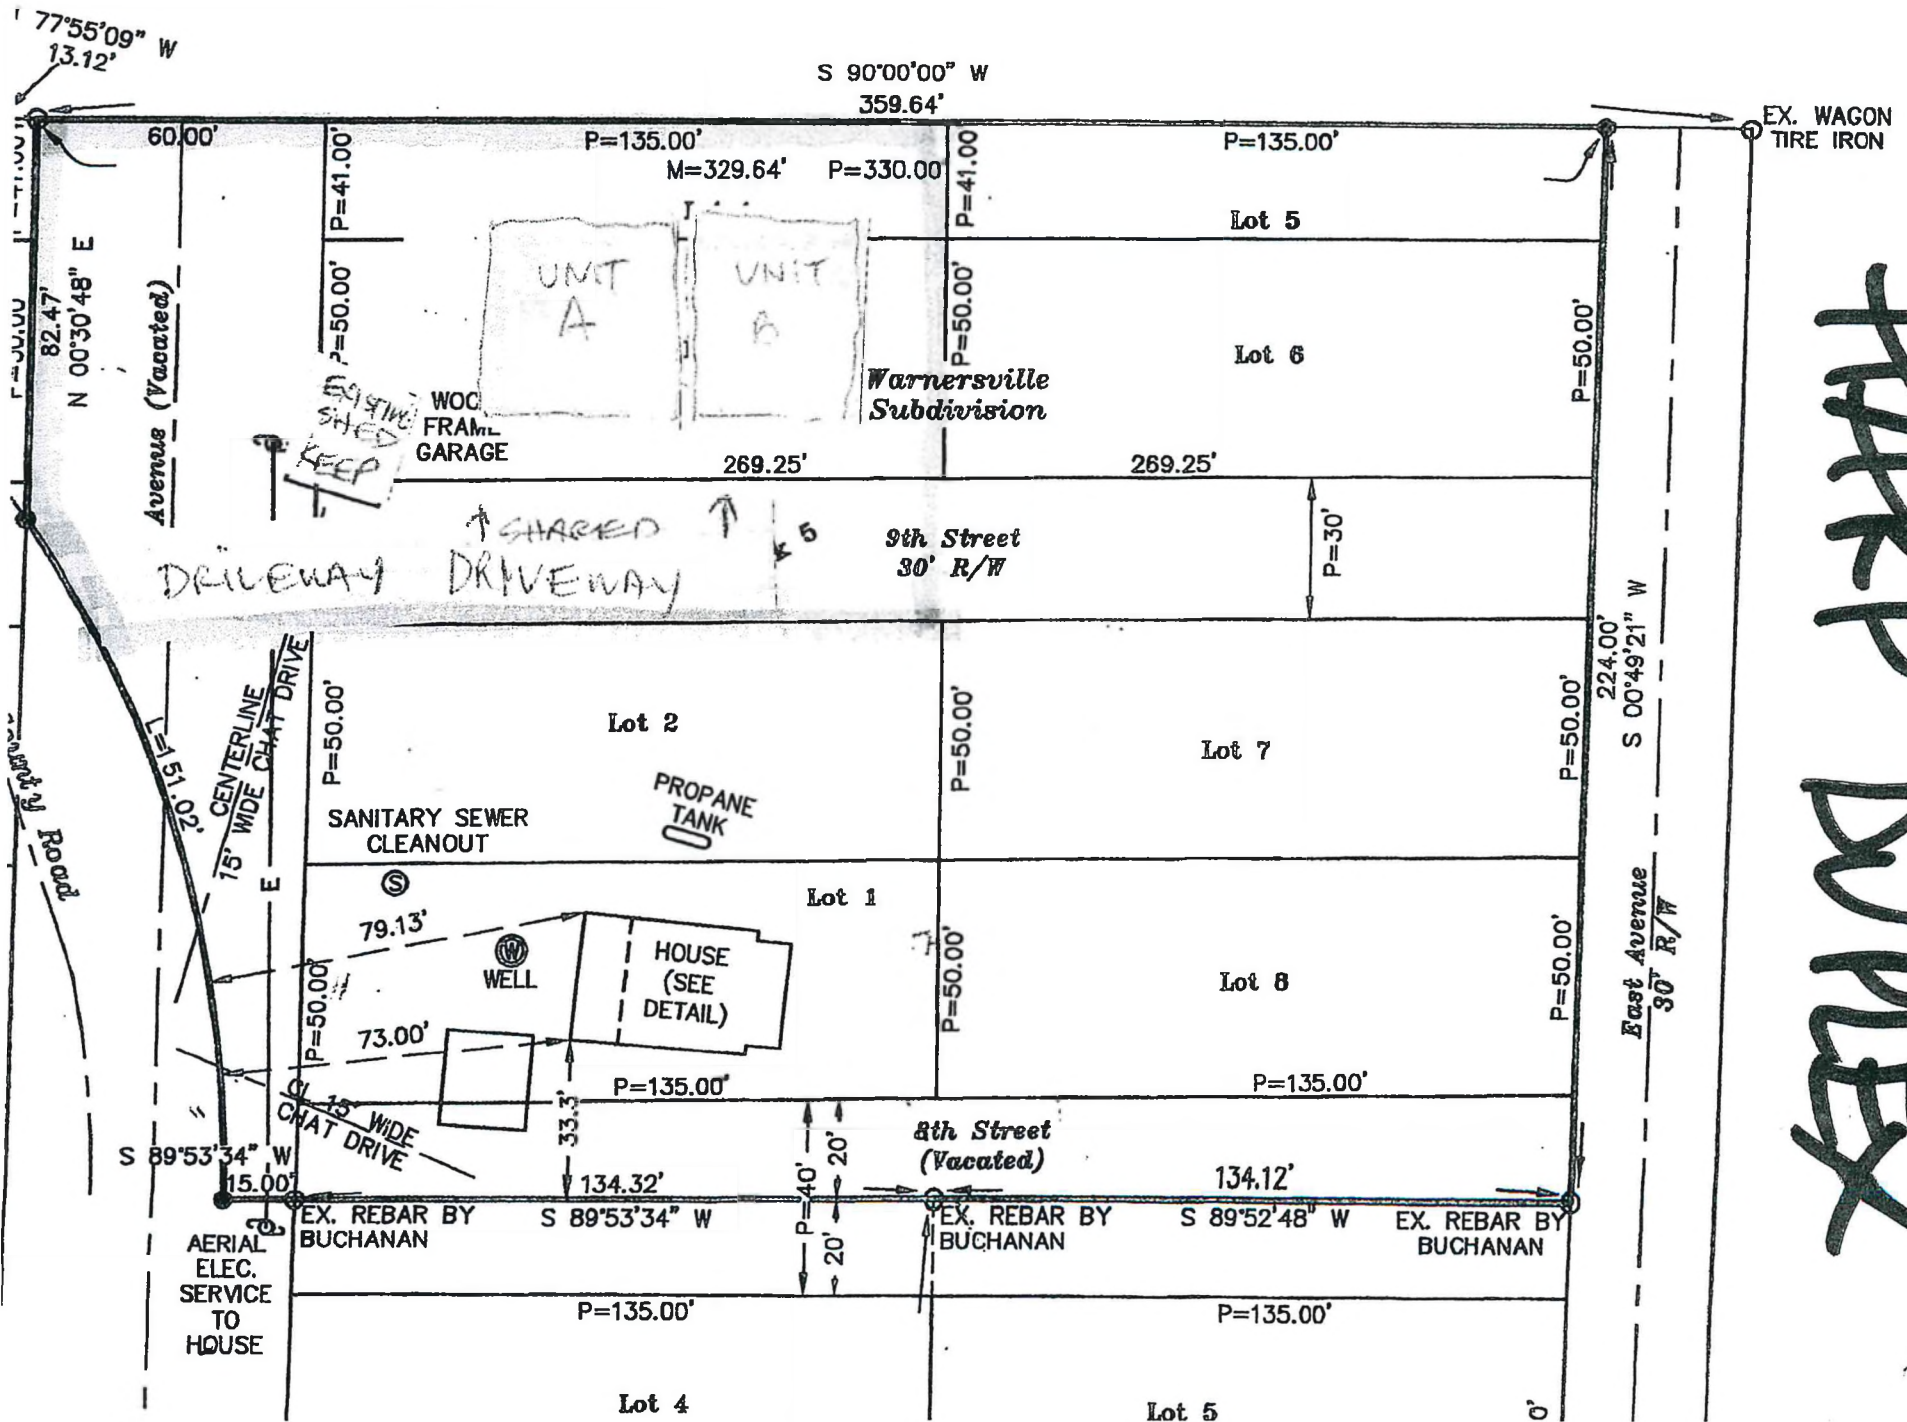 77°55'09" W
13.12'
S 90°00'00" W
359.64'
EX. WAGON
TIRE IRON
60.00'
P=135.00'
P=135.00'
M=329.64' P=330.00
P=41.00'
P=41.00
Lot 5
82.47'
N 00°30'48" E
Avenue (Vacated)
P=50.00'
P=50.00'
P=50.00'
UNIT
A
UNIT
B
Lot 6
EXISTING
SHED
KEEP
FRAME
GARAGE
Warnersville
Subdivision
269.25'
269.25'
↑ SHARED ↑
DRIVEWAY DRIVEWAY
5
9th Street
30' R/W
P=30'
224.00'
S 00°49'21" W
CENTERLINE
15' WIDE CHAT DRIVE
L=151.02'
P=50.00'
Lot 2
P=50.00'
Lot 7
P=50.00'
PROPANE
TANK
SANITARY SEWER
CLEANOUT
S
Road
E
Lot 1
79.13'
W
WELL
HOUSE
(SEE
DETAIL)
P=50.00'
P=50.00'
Lot 8
P=50.00'
East Avenue
30' R/W
73.00'
P=135.00'
P=135.00'
CL 15' WIDE
CHAT DRIVE
33.3'
P=40'
20'
20'
8th Street
(Vacated)
S 89°53'34" W
15.00'
134.32'
134.12'
EX. REBAR BY
BUCHANAN
S 89°53'34" W
EX. REBAR BY
BUCHANAN
S 89°52'48" W
EX. REBAR BY
BUCHANAN
AERIAL
ELEC.
SERVICE
TO
HOUSE
P=135.00'
P=135.00'
Lot 4
Lot 5
0'
DUPLEX